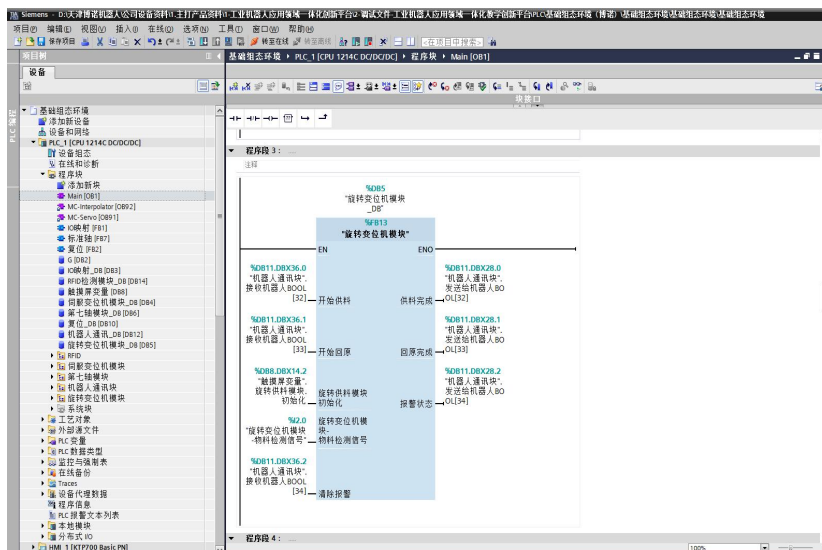 Siemens - D:\天津博诺机器人\公司设备资料\1.主打产品资料\1-工业机器人应用领域一体化创新平台\2-调试文件-工业机器人应用领域一体化教学创新平台\PLC\基础组态环境（博诺）\基础组态环境\基础组态环境\基础组态环境
项目(P) 编辑(E) 视图(V) 插入(I) 在线(O) 选项(N) 工具(T) 窗口(W) 帮助(H)
保存项目 转至在线 转至离线 <在项目中搜索>
项目树
基础组态环境 ▸ PLC_1 [CPU 1214C DC/DC/DC] ▸ 程序块 ▸ Main [OB1]
设备
PLC 编程
块接口
基础组态环境
添加新设备
设备和网络
PLC_1 [CPU 1214C DC/DC/DC]
设备组态
在线和诊断
程序块
添加新块
Main [OB1]
MC-Interpolator [OB92]
MC-Servo [OB91]
IO映射 [FB1]
标准轴 [FB7]
复位 [FB2]
G [DB2]
IO映射_DB [DB3]
RFID检测模块_DB [DB14]
触摸屏变量 [DB8]
伺服变位机模块_DB [DB4]
第七轴模块_DB [DB6]
复位_DB [DB10]
机器人通讯_DB [DB12]
旋转变位机模块_DB [DB5]
RFID
伺服变位机模块
第七轴模块
机器人通讯块
旋转变位机模块
系统块
工艺对象
外部源文件
PLC 变量
PLC 数据类型
监控与强制表
在线备份
Traces
设备代理数据
程序信息
PLC 报警文本列表
本地模块
分布式 I/O
HMI_1 [KTP700 Basic PN]
程序段 3：
注释
%DB5
"旋转变位机模块
_DB"
%FB13
"旋转变位机模块"
EN ENO
%DB11.DBX36.0
"机器人通讯块".
接收机器人BOOL
[32] 开始供料
%DB11.DBX28.0
"机器人通讯块".
发送给机器人BO
供料完成 OL[32]
%DB11.DBX36.1
"机器人通讯块".
接收机器人BOOL
[33] 开始回原
%DB11.DBX28.1
"机器人通讯块".
发送给机器人BO
回原完成 OL[33]
%DB8.DBX14.2
"触摸屏变量".
旋转供料模块.
初始化
旋转供料模块
初始化
%DB11.DBX28.2
"机器人通讯块".
发送给机器人BO
报警状态 OL[34]
%I2.0
"旋转变位机模块
-物料检测信号"
旋转变位机模
块-
物料检测信号
%DB11.DBX36.2
"机器人通讯块".
接收机器人BOOL
[34] 清除报警
程序段 4：
100%